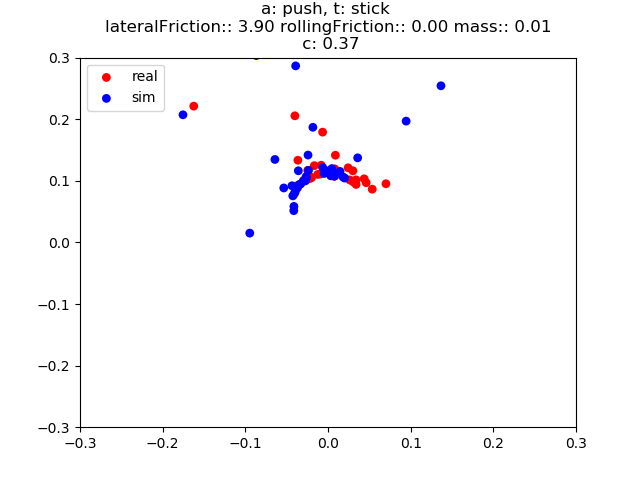 a: push, t: stick
lateralFriction:: 3.90 rollingFriction:: 0.00 mass:: 0.01
c: 0.37
real
sim
0.3
0.2
0.1
0.0
−0.1
−0.2
−0.3
−0.3 −0.2 −0.1 0.0 0.1 0.2 0.3